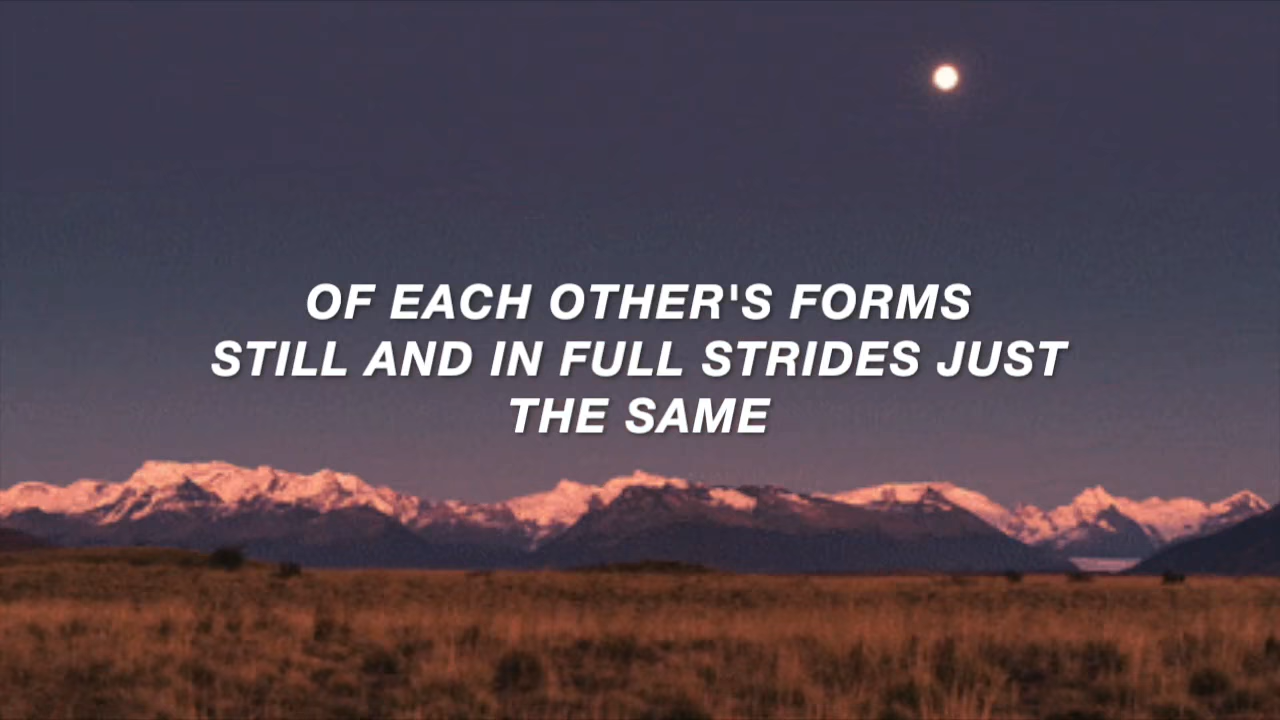 OF EACH OTHER'S FORMS
STILL AND IN FULL STRIDES JUST
THE SAME